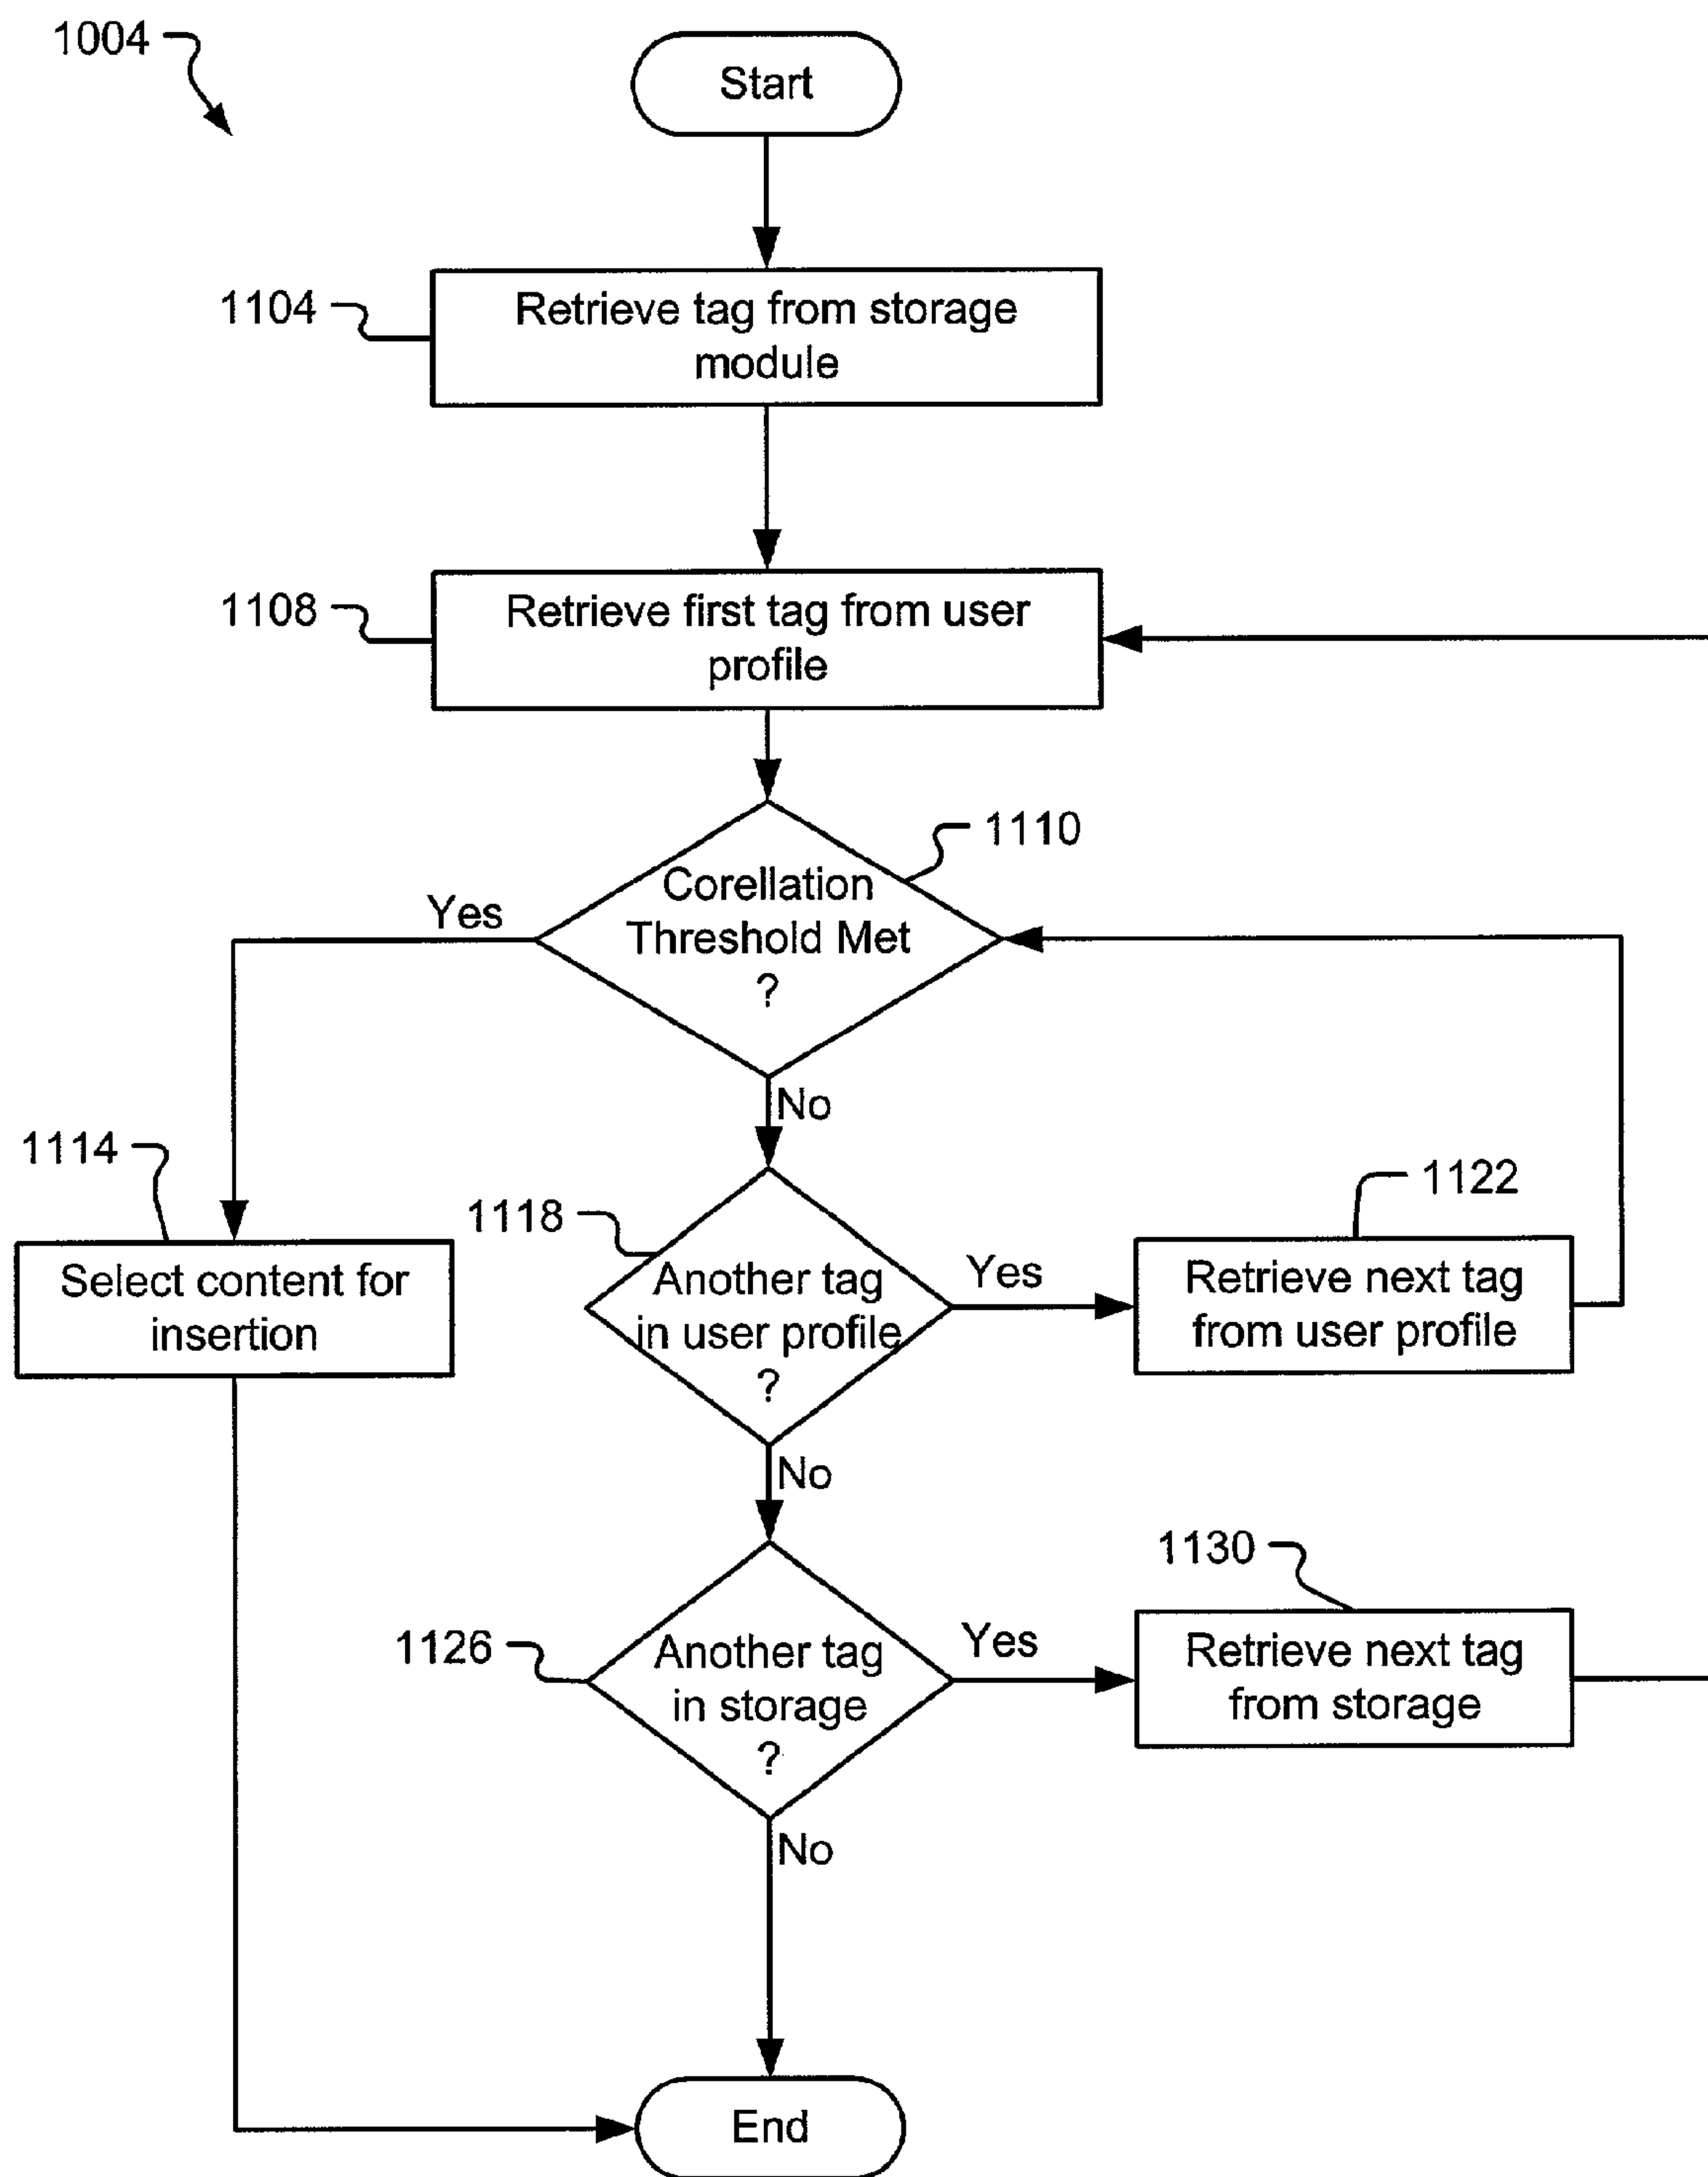 1004
Start
1104
Retrieve tag from storage
module
1108
Retrieve first tag from user
profile
1110
Corellation
Threshold Met
?
Yes
No
1114
Select content for
insertion
1118
Another tag
in user profile
?
Yes
1122
Retrieve next tag
from user profile
No
1126
Another tag
in storage
?
Yes
1130
Retrieve next tag
from storage
No
End